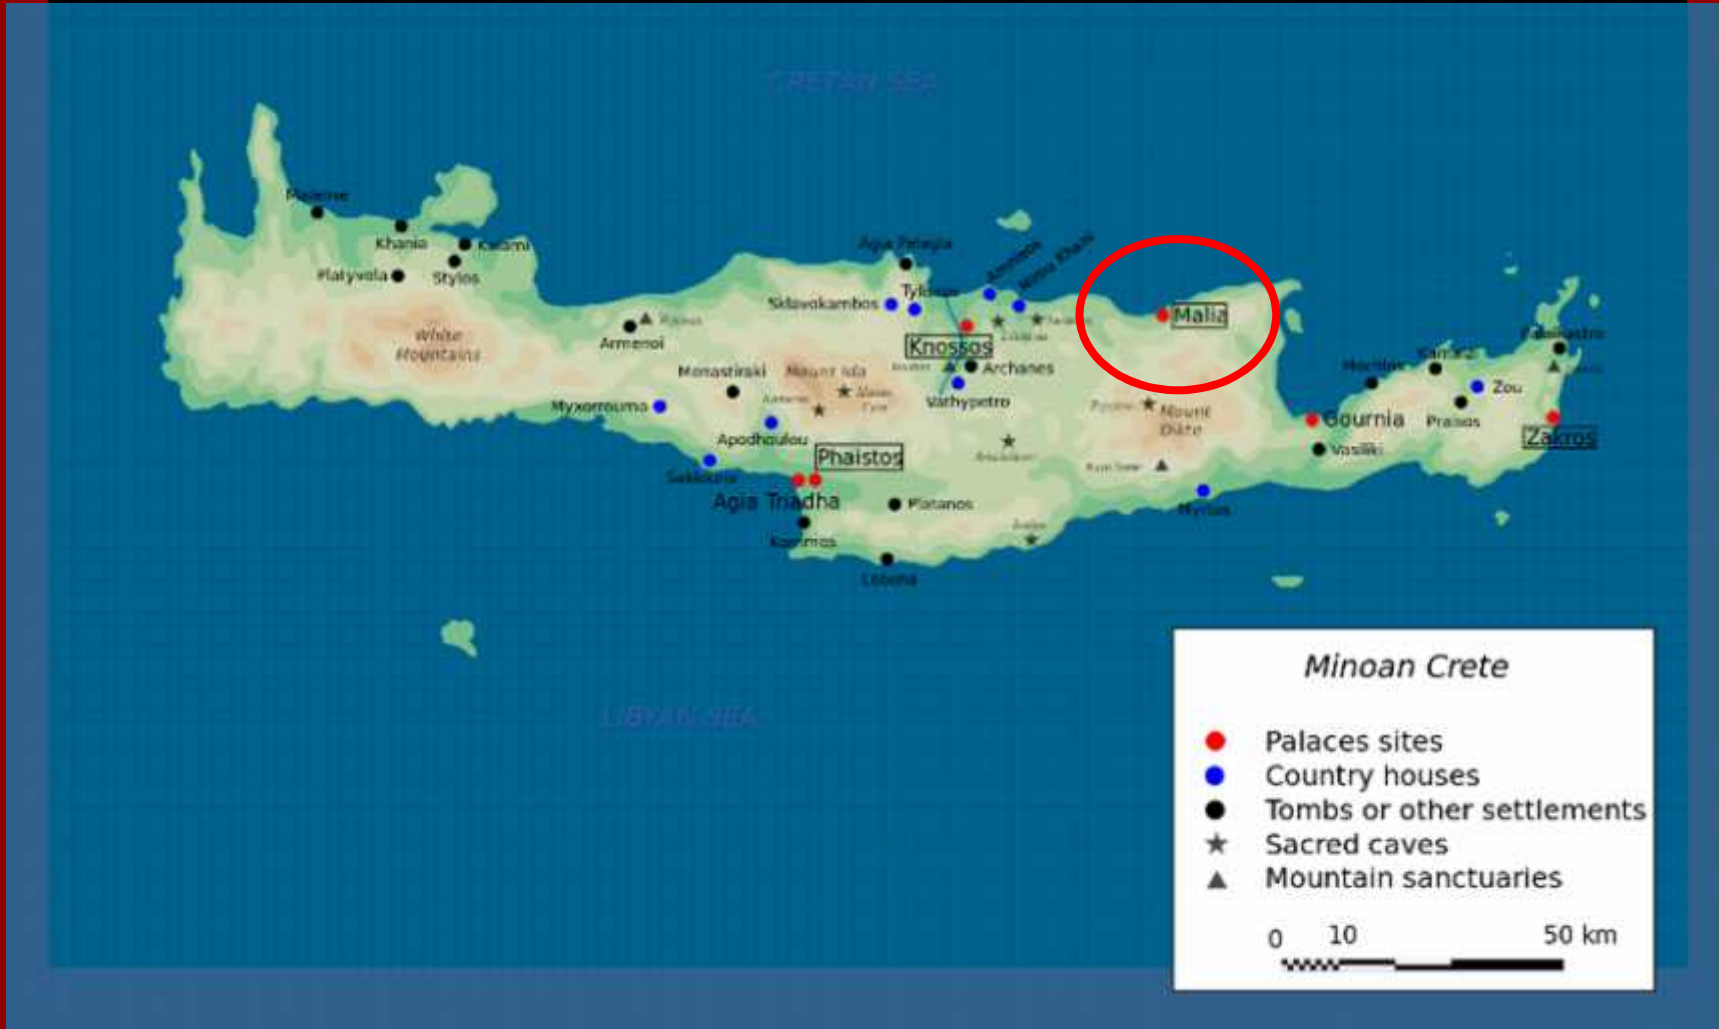 CRETAN SEA
Maleme
Khania
Kalami
Platyvola
Stylos
Agia Pelagia
Amnisos
Nirou Khani
Sklavokambos
Tylissos
Malia
Knossos
White
Mountains
Armenoi
Archanes
Monastiraki
Mount Ida
Vathypetro
Myxorrouma
Apodhoulou
Mount
Dikte
Palaikastro
Mochlos
Zou
Praisos
Gournia
Zakros
Vasiliki
Phaistos
Agia Triadha
Platanos
Kommos
Lebena
Myrtos
LIBYAN SEA
Minoan Crete
Palaces sites
Country houses
Tombs or other settlements
Sacred caves
Mountain sanctuaries
0 10 50 km